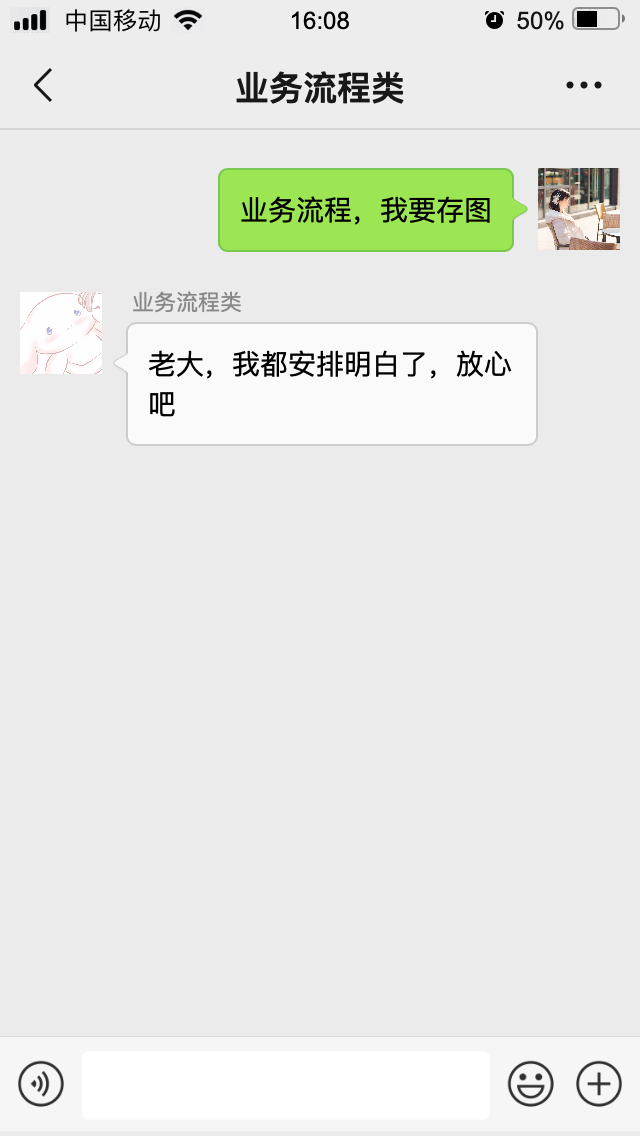 中国移动 16:08 50%
业务流程类
业务流程，我要存图
业务流程类
老大，我都安排明白了，放心
吧